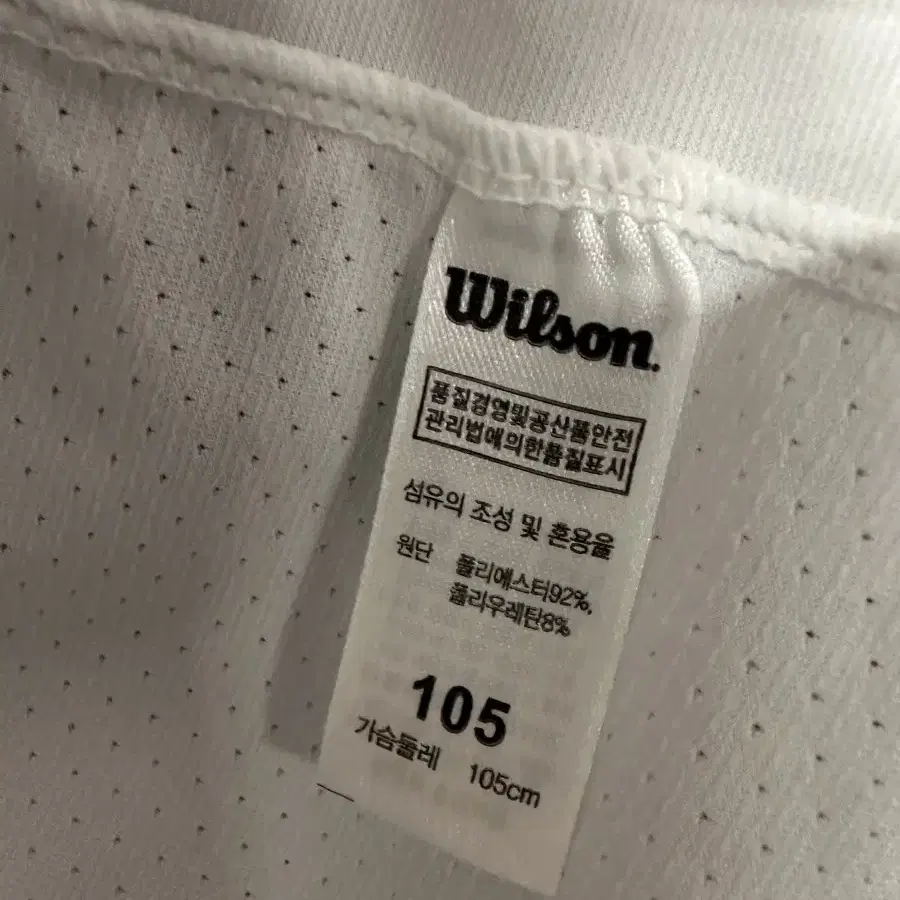 Wilson.
품질경영및공산품안전
관리법에의한품질표시
섬유의 조성 및 혼용율
원단 폴리에스터92%,
폴리우레탄8%
105
가슴둘레 105cm